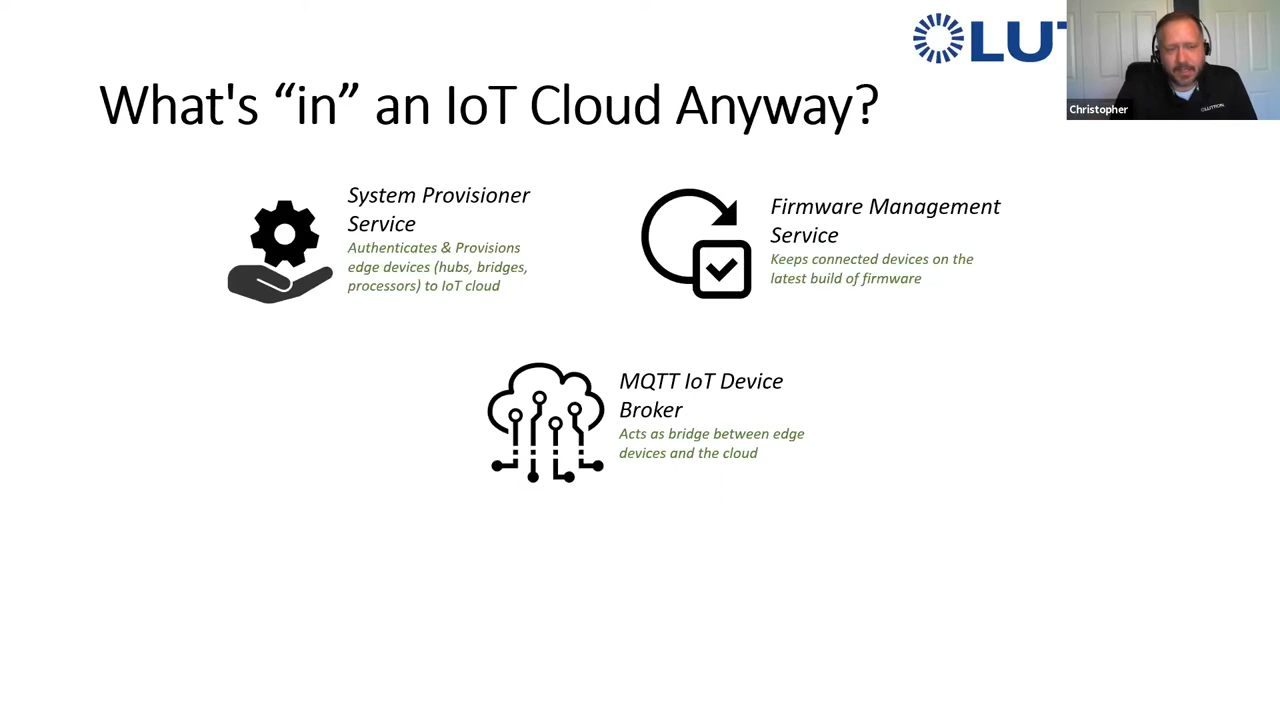 LUT
Christopher
LUTRON
What's “in” an IoT Cloud Anyway?
System Provisioner
Service
Authenticates & Provisions
edge devices (hubs, bridges,
processors) to IoT cloud
Firmware Management
Service
Keeps connected devices on the
latest build of firmware
MQTT IoT Device
Broker
Acts as bridge between edge
devices and the cloud